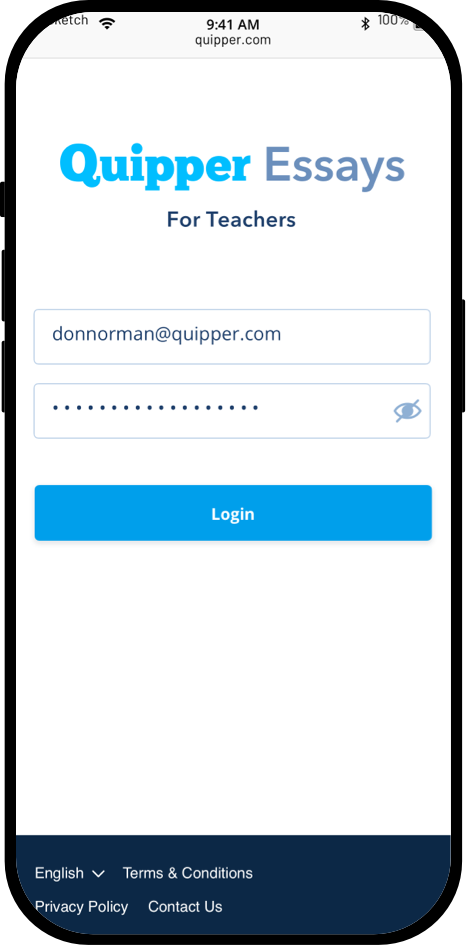 9:41 AM
100%
quipper.com
Quipper Essays
For Teachers
donnorman@quipper.com
••••••••••••••••••
Login
English
Terms & Conditions
Privacy Policy
Contact Us